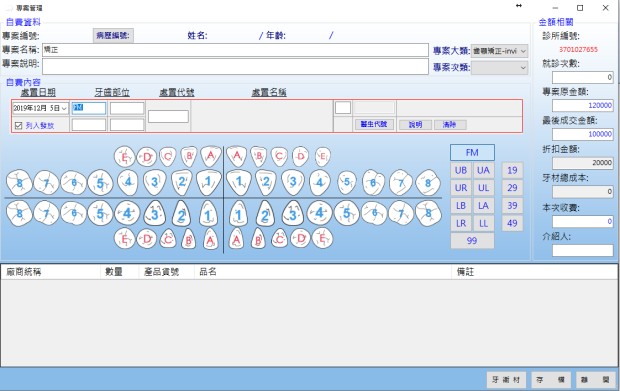 專案管理
自費資料
專案編號: 病歷編號: 姓名: / 年齡: /
專案名稱: 矯正 專案大類: 齒顎矯正-invi
專案說明: 專案次類:
自費內容
處置日期 牙齒部位 處置代號 處置名稱
2019年12月 5日 FM
列入發放 醫生代號 說明 清除
E D C B A A B C D E
8 7 6 5 4 3 2 1 1 2 3 4 5 6 7 8
8 7 6 5 4 3 2 1 1 2 3 4 5 6 7 8
E D C B A A B C D E
FM
UB UA 19
UR UL 29
LB LA 39
LR LL 49
99
金額相關
診所編號:
3701027655
就診次數:
0
專案原金額:
120000
最後成交金額:
100000
折扣金額:
20000
牙材總成本:
0
本次收費:
0
介紹人:
廠商統稱 數量 產品貨號 品名 備註
牙衛材 存 檔 離 開